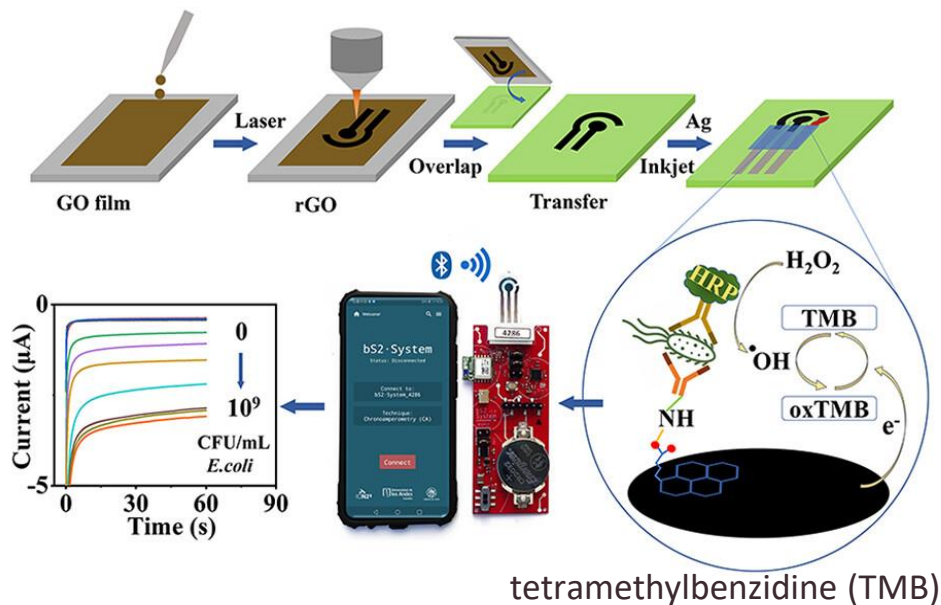 GO film
Laser
rGO
Overlap
Transfer
Ag
Inkjet
Current (µA)
0
-5
0 30 60 90
Time (s)
0
10⁹
CFU/mL
E.coli
Welcome!
bS2·System
Status: Disconnected
Connect to:
bS2-System_4286
Technique:
Chronoamperometry (CA)
Connect
4286
HRP
H₂O₂
TMB
•OH
oxTMB
e⁻
NH
tetramethylbenzidine (TMB)